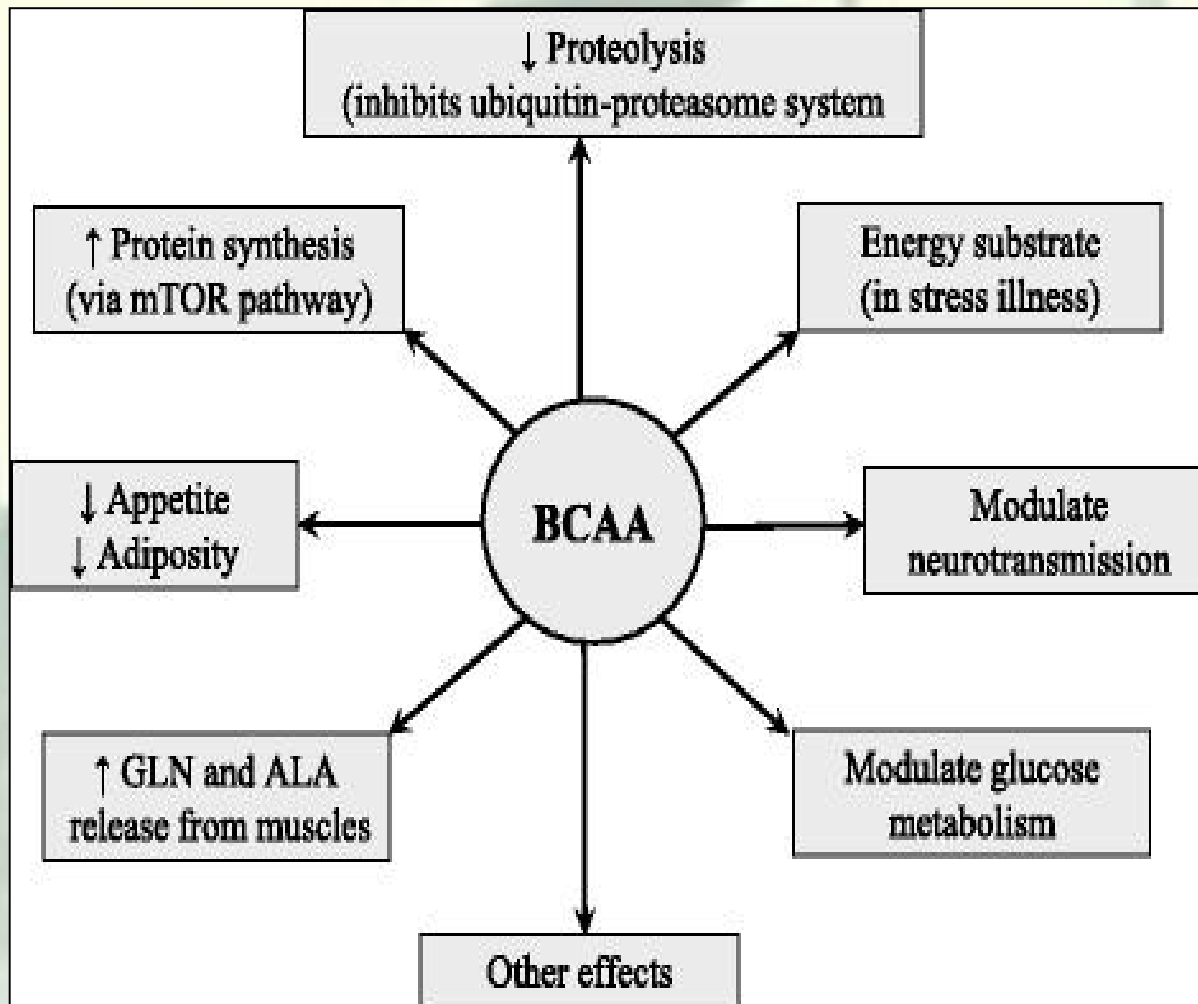 ↓ Proteolysis
(inhibits ubiquitin-proteasome system
↑ Protein synthesis
(via mTOR pathway)
Energy substrate
(in stress illness)
↓ Appetite
↓ Adiposity
BCAA
Modulate
neurotransmission
↑ GLN and ALA
release from muscles
Modulate glucose
metabolism
Other effects